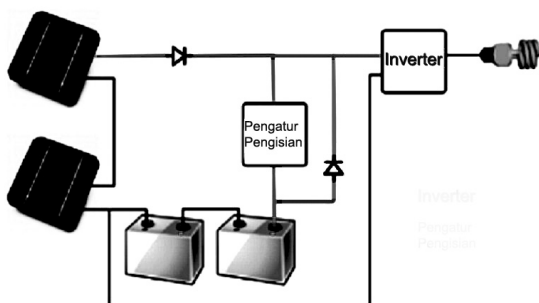 Inverter
Pengatur
Pengisian
Inverter
Pengatur
Pengisian